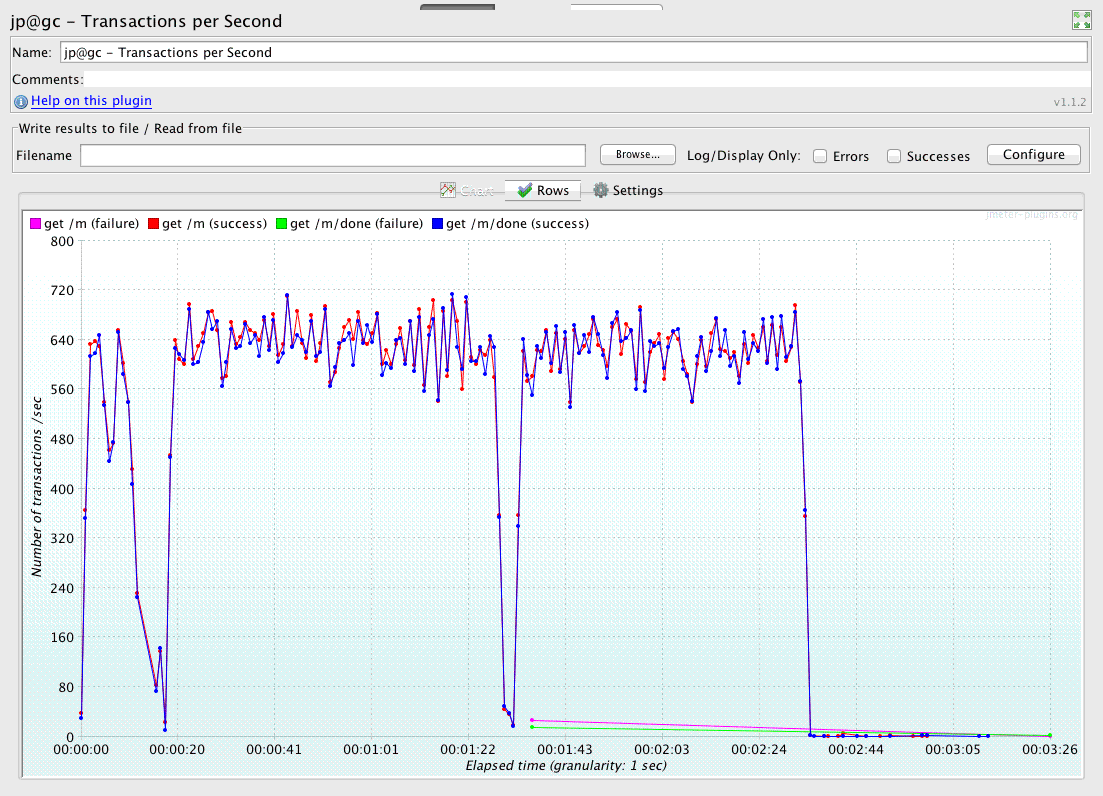 jp@gc - Transactions per Second
Name: jp@gc - Transactions per Second
Comments:
Help on this plugin
v1.1.2
Write results to file / Read from file
Filename Browse... Log/Display Only: Errors Successes Configure
Chart Rows Settings
jmeter-plugins.org
get /m (failure) get /m (success) get /m/done (failure) get /m/done (success)
800
720
640
560
480
400
320
240
160
80
0
Number of transactions /sec
00:00:00 00:00:20 00:00:41 00:01:01 00:01:22 00:01:43 00:02:03 00:02:24 00:02:44 00:03:05 00:03:26
Elapsed time (granularity: 1 sec)